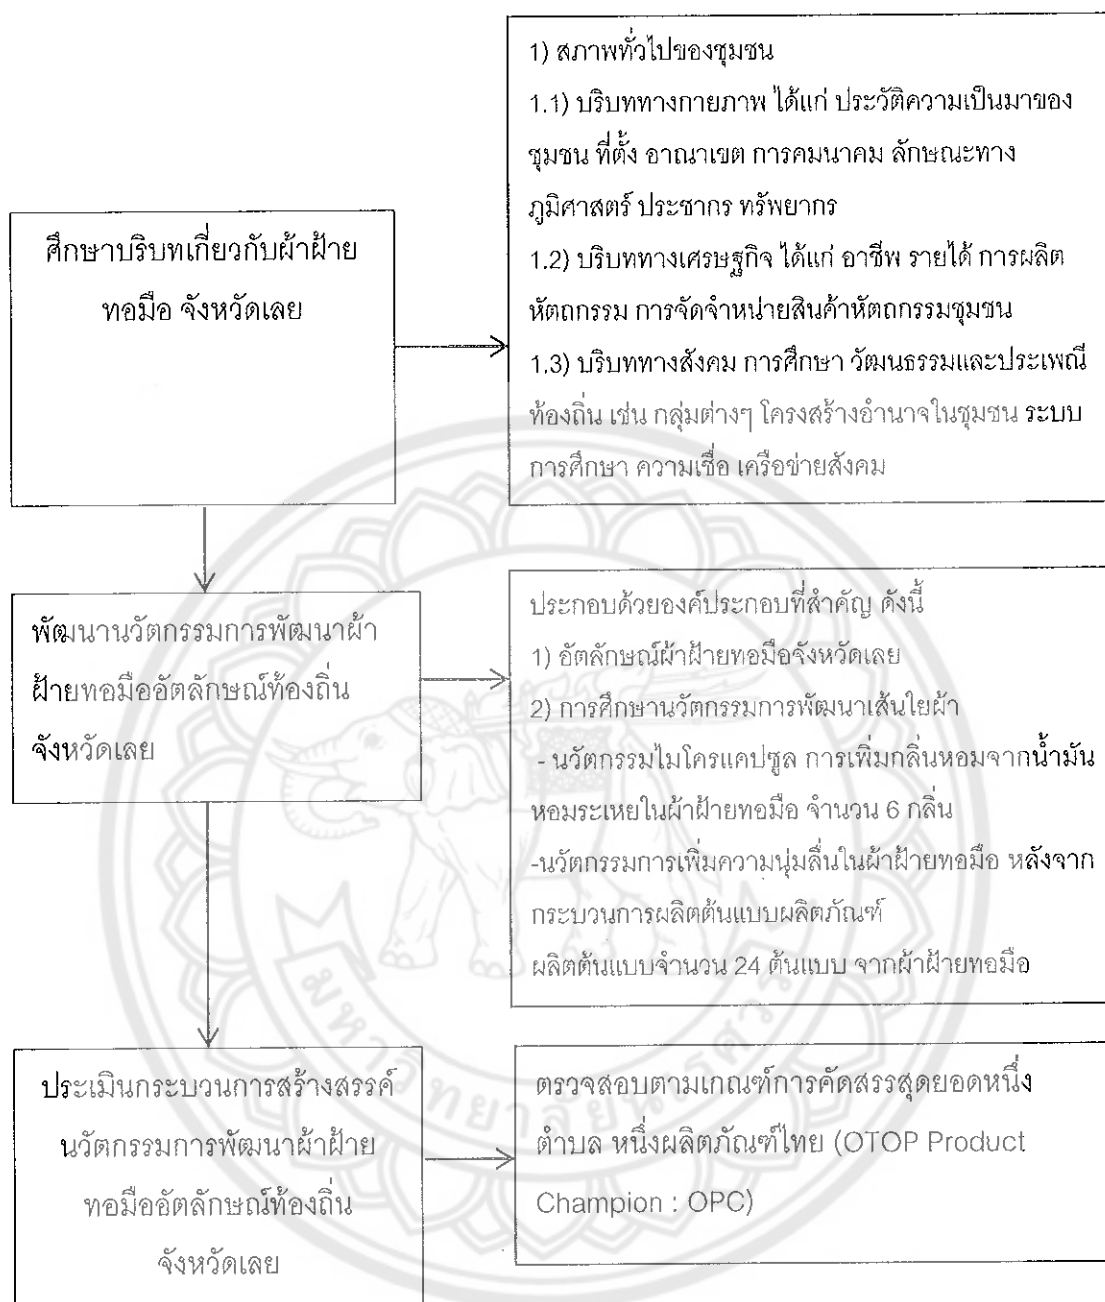 1) สภาพทั่วไปของชุมชน
1.1) บริบททางกายภาพ ได้แก่ ประวัติความเป็นมาของ
ชุมชน ที่ตั้ง อาณาเขต การคมนาคม ลักษณะทาง
ภูมิศาสตร์ ประชากร ทรัพยากร
1.2) บริบททางเศรษฐกิจ ได้แก่ อาชีพ รายได้ การผลิต
หัตถกรรม การจัดจำหน่ายสินค้าหัตถกรรมชุมชน
1.3) บริบททางสังคม การศึกษา วัฒนธรรมและประเพณี
ท้องถิ่น เช่น กลุ่มต่างๆ โครงสร้างอำนาจในชุมชน ระบบ
การศึกษา ความเชื่อ เครือข่ายสังคม
ศึกษาบริบทเกี่ยวกับผ้าฝ้าย
ทอมือ จังหวัดเลย
พัฒนานวัตกรรมการพัฒนาผ้า
ฝ้ายทอมืออัตลักษณ์ท้องถิ่น
จังหวัดเลย
ประกอบด้วยองค์ประกอบที่สำคัญ ดังนี้
1) อัตลักษณ์ผ้าฝ้ายทอมือจังหวัดเลย
2) การศึกษานวัตกรรมการพัฒนาเส้นใยผ้า
- นวัตกรรมไมโครแคปซูล การเพิ่มกลิ่นหอมจากน้ำมัน
หอมระเหยในผ้าฝ้ายทอมือ จำนวน 6 กลิ่น
-นวัตกรรมการเพิ่มความนุ่มลื่นในผ้าฝ้ายทอมือ หลังจาก
กระบวนการผลิตต้นแบบผลิตภัณฑ์
ผลิตต้นแบบจำนวน 24 ต้นแบบ จากผ้าฝ้ายทอมือ
ประเมินกระบวนการสร้างสรรค์
นวัตกรรมการพัฒนาผ้าฝ้าย
ทอมืออัตลักษณ์ท้องถิ่น
จังหวัดเลย
ตรวจสอบตามเกณฑ์การคัดสรรสุดยอดหนึ่ง
ตำบล หนึ่งผลิตภัณฑ์ไทย (OTOP Product
Champion : OPC)
มหาวิทยาลัยนเรศวร